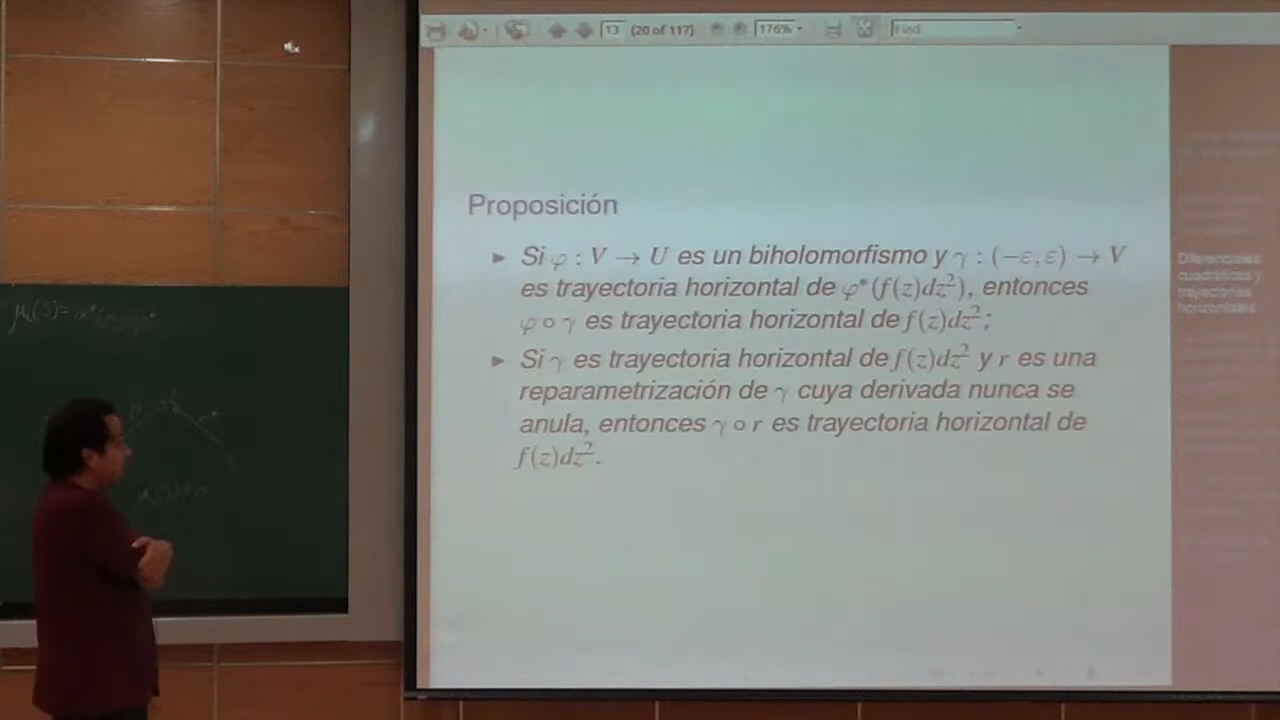 13 (20 of 117) 176% Find
Proposición
▶ Si φ : V → U es un biholomorfismo y γ : (−ε, ε) → V
es trayectoria horizontal de φ*(f(z)dz²), entonces
φ ∘ γ es trayectoria horizontal de f(z)dz²;
▶ Si γ es trayectoria horizontal de f(z)dz² y r es una
reparametrización de γ cuya derivada nunca se
anula, entonces γ ∘ r es trayectoria horizontal de
f(z)dz².
Diferenciales
cuadráticas y
trayectorias
horizontales